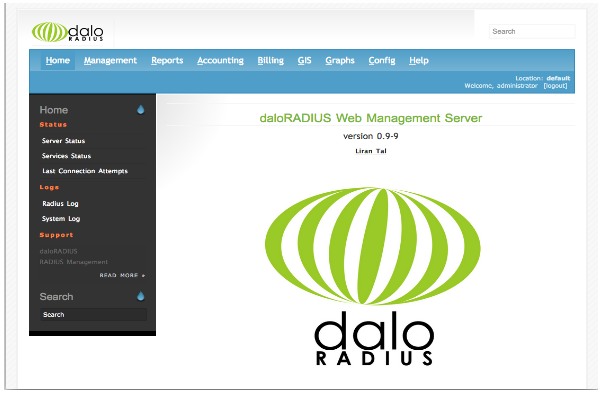 dalo
RADIUS
Search
Home Management Reports Accounting Billing GIS Graphs Config Help
Location: default
Welcome, administrator [logout]
Home
Status
Server Status
Services Status
Last Connection Attempts
Logs
Radius Log
System Log
Support
daloRADIUS
RADIUS Management
READ MORE »
Search
Search
daloRADIUS Web Management Server
version 0.9-9
Liran Tal
dalo
RADIUS